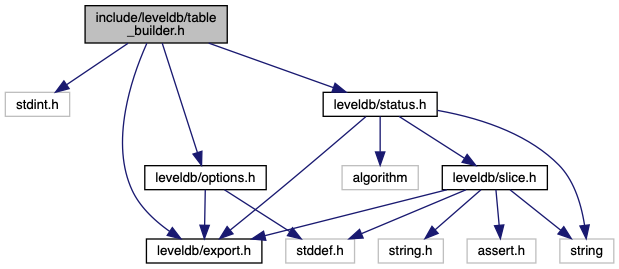 include/leveldb/table
_builder.h
stdint.h
leveldb/status.h
leveldb/options.h
algorithm
leveldb/slice.h
leveldb/export.h
stddef.h
string.h
assert.h
string